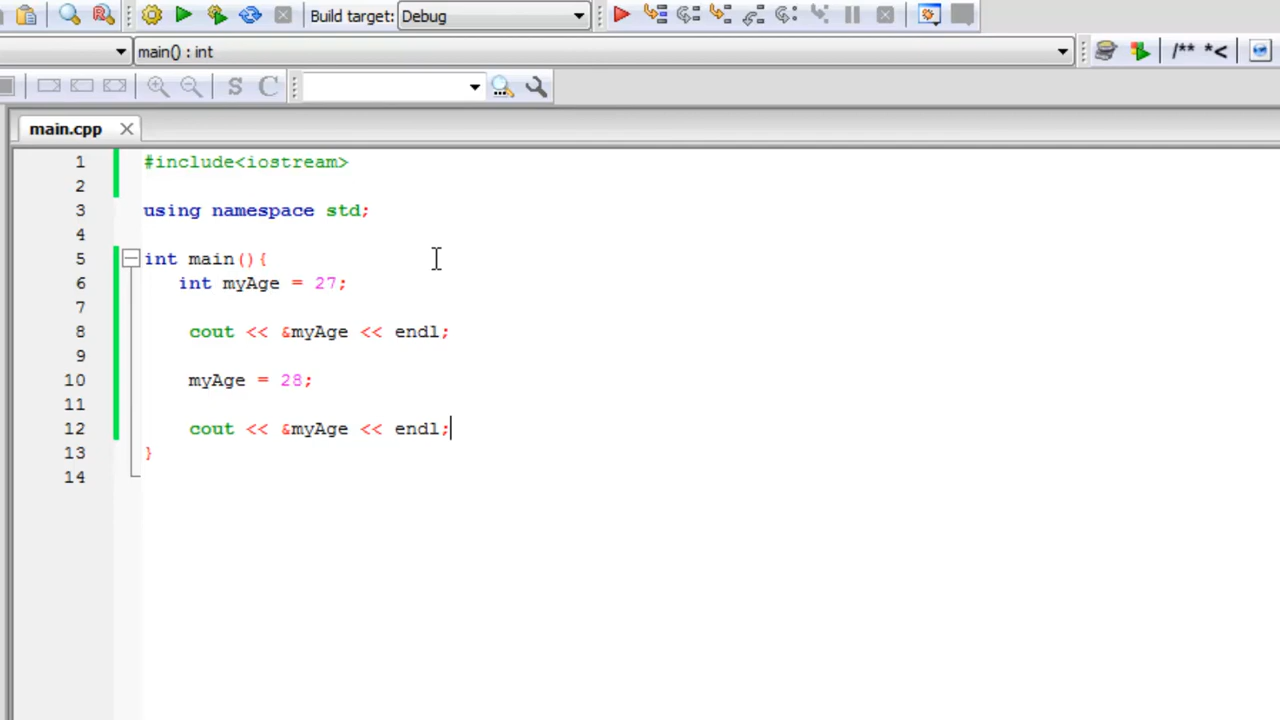 Build target: Debug
main() : int
/** *<
S C
main.cpp
1 #include<iostream>
2
3 using namespace std;
4
5 int main(){
6 int myAge = 27;
7
8 cout << &myAge << endl;
9
10 myAge = 28;
11
12 cout << &myAge << endl;
13 }
14